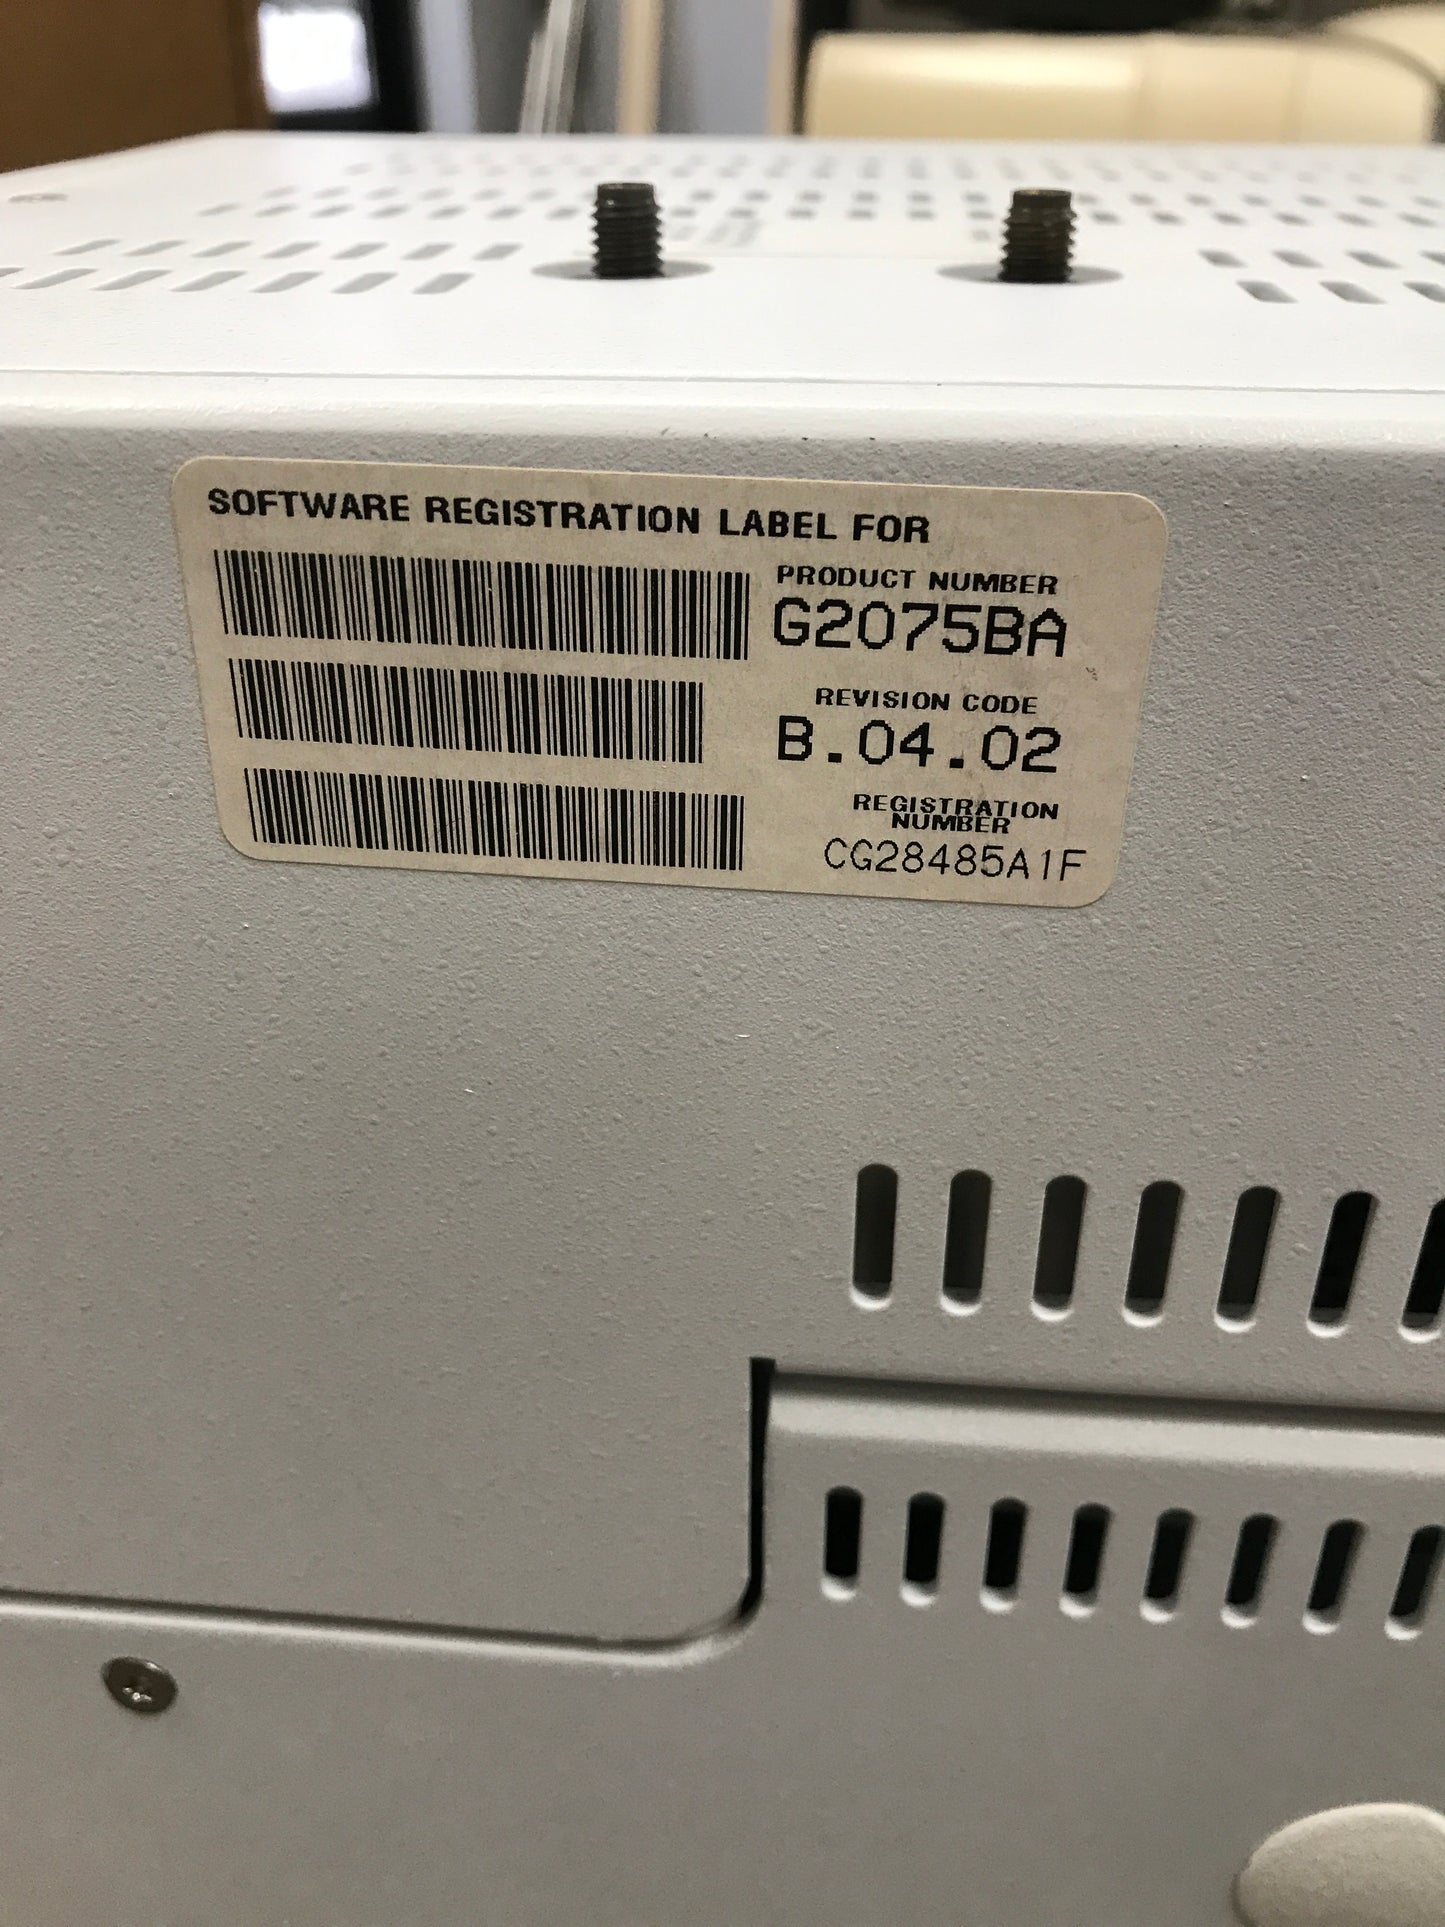 SOFTWARE REGISTRATION LABEL FOR
PRODUCT NUMBER
G2075BA
REVISION CODE
B.04.02
REGISTRATION
NUMBER
CG28485A1F